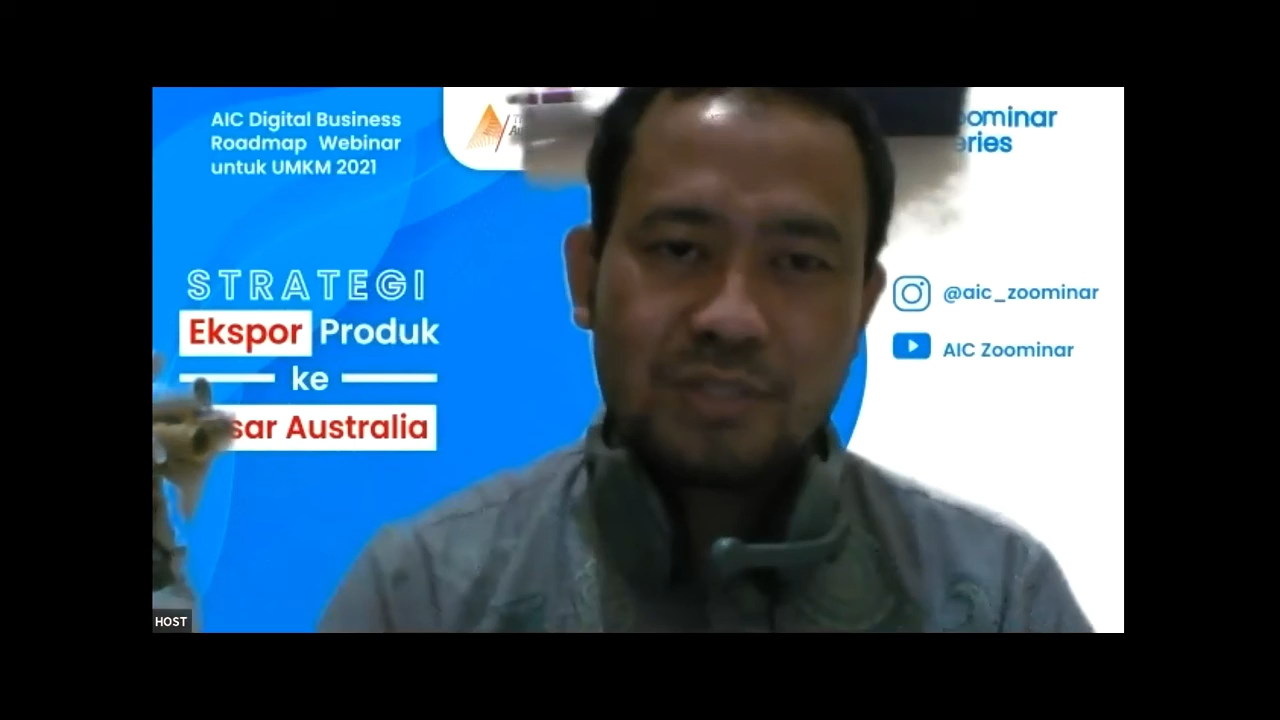 AIC Digital Business
Roadmap Webinar
untuk UMKM 2021
STRATEGI
Ekspor Produk
ke
sar Australia
oominar
eries
@aic_zoominar
AIC Zoominar
HOST